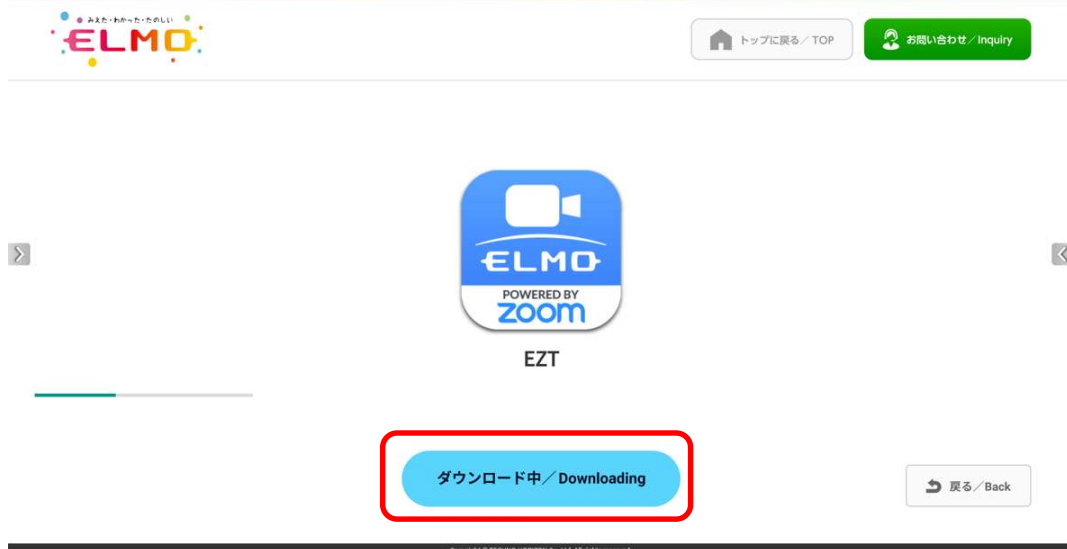 みえた・わかった・たのしい
ELMO
トップに戻る/TOP
お問い合わせ/Inquiry
ELMO
POWERED BY
zoom
EZT
ダウンロード中/Downloading
戻る/Back